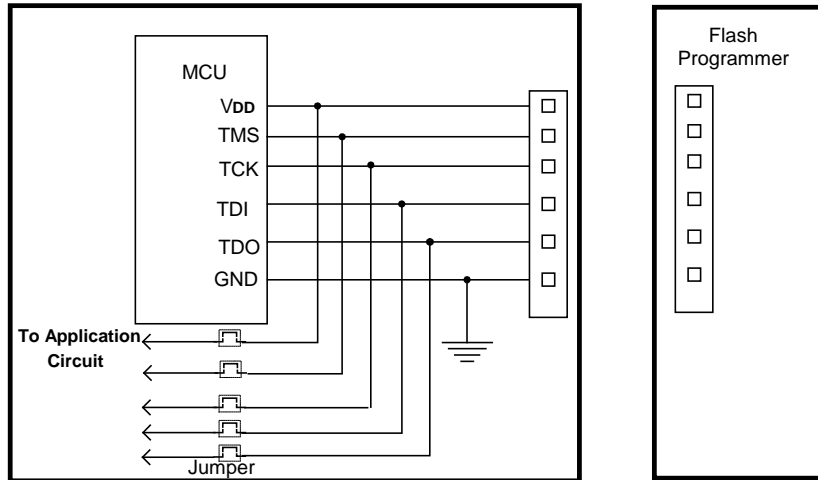 MCU
VDD
TMS
TCK
TDI
TDO
GND
To Application
Circuit
Jumper
Flash
Programmer